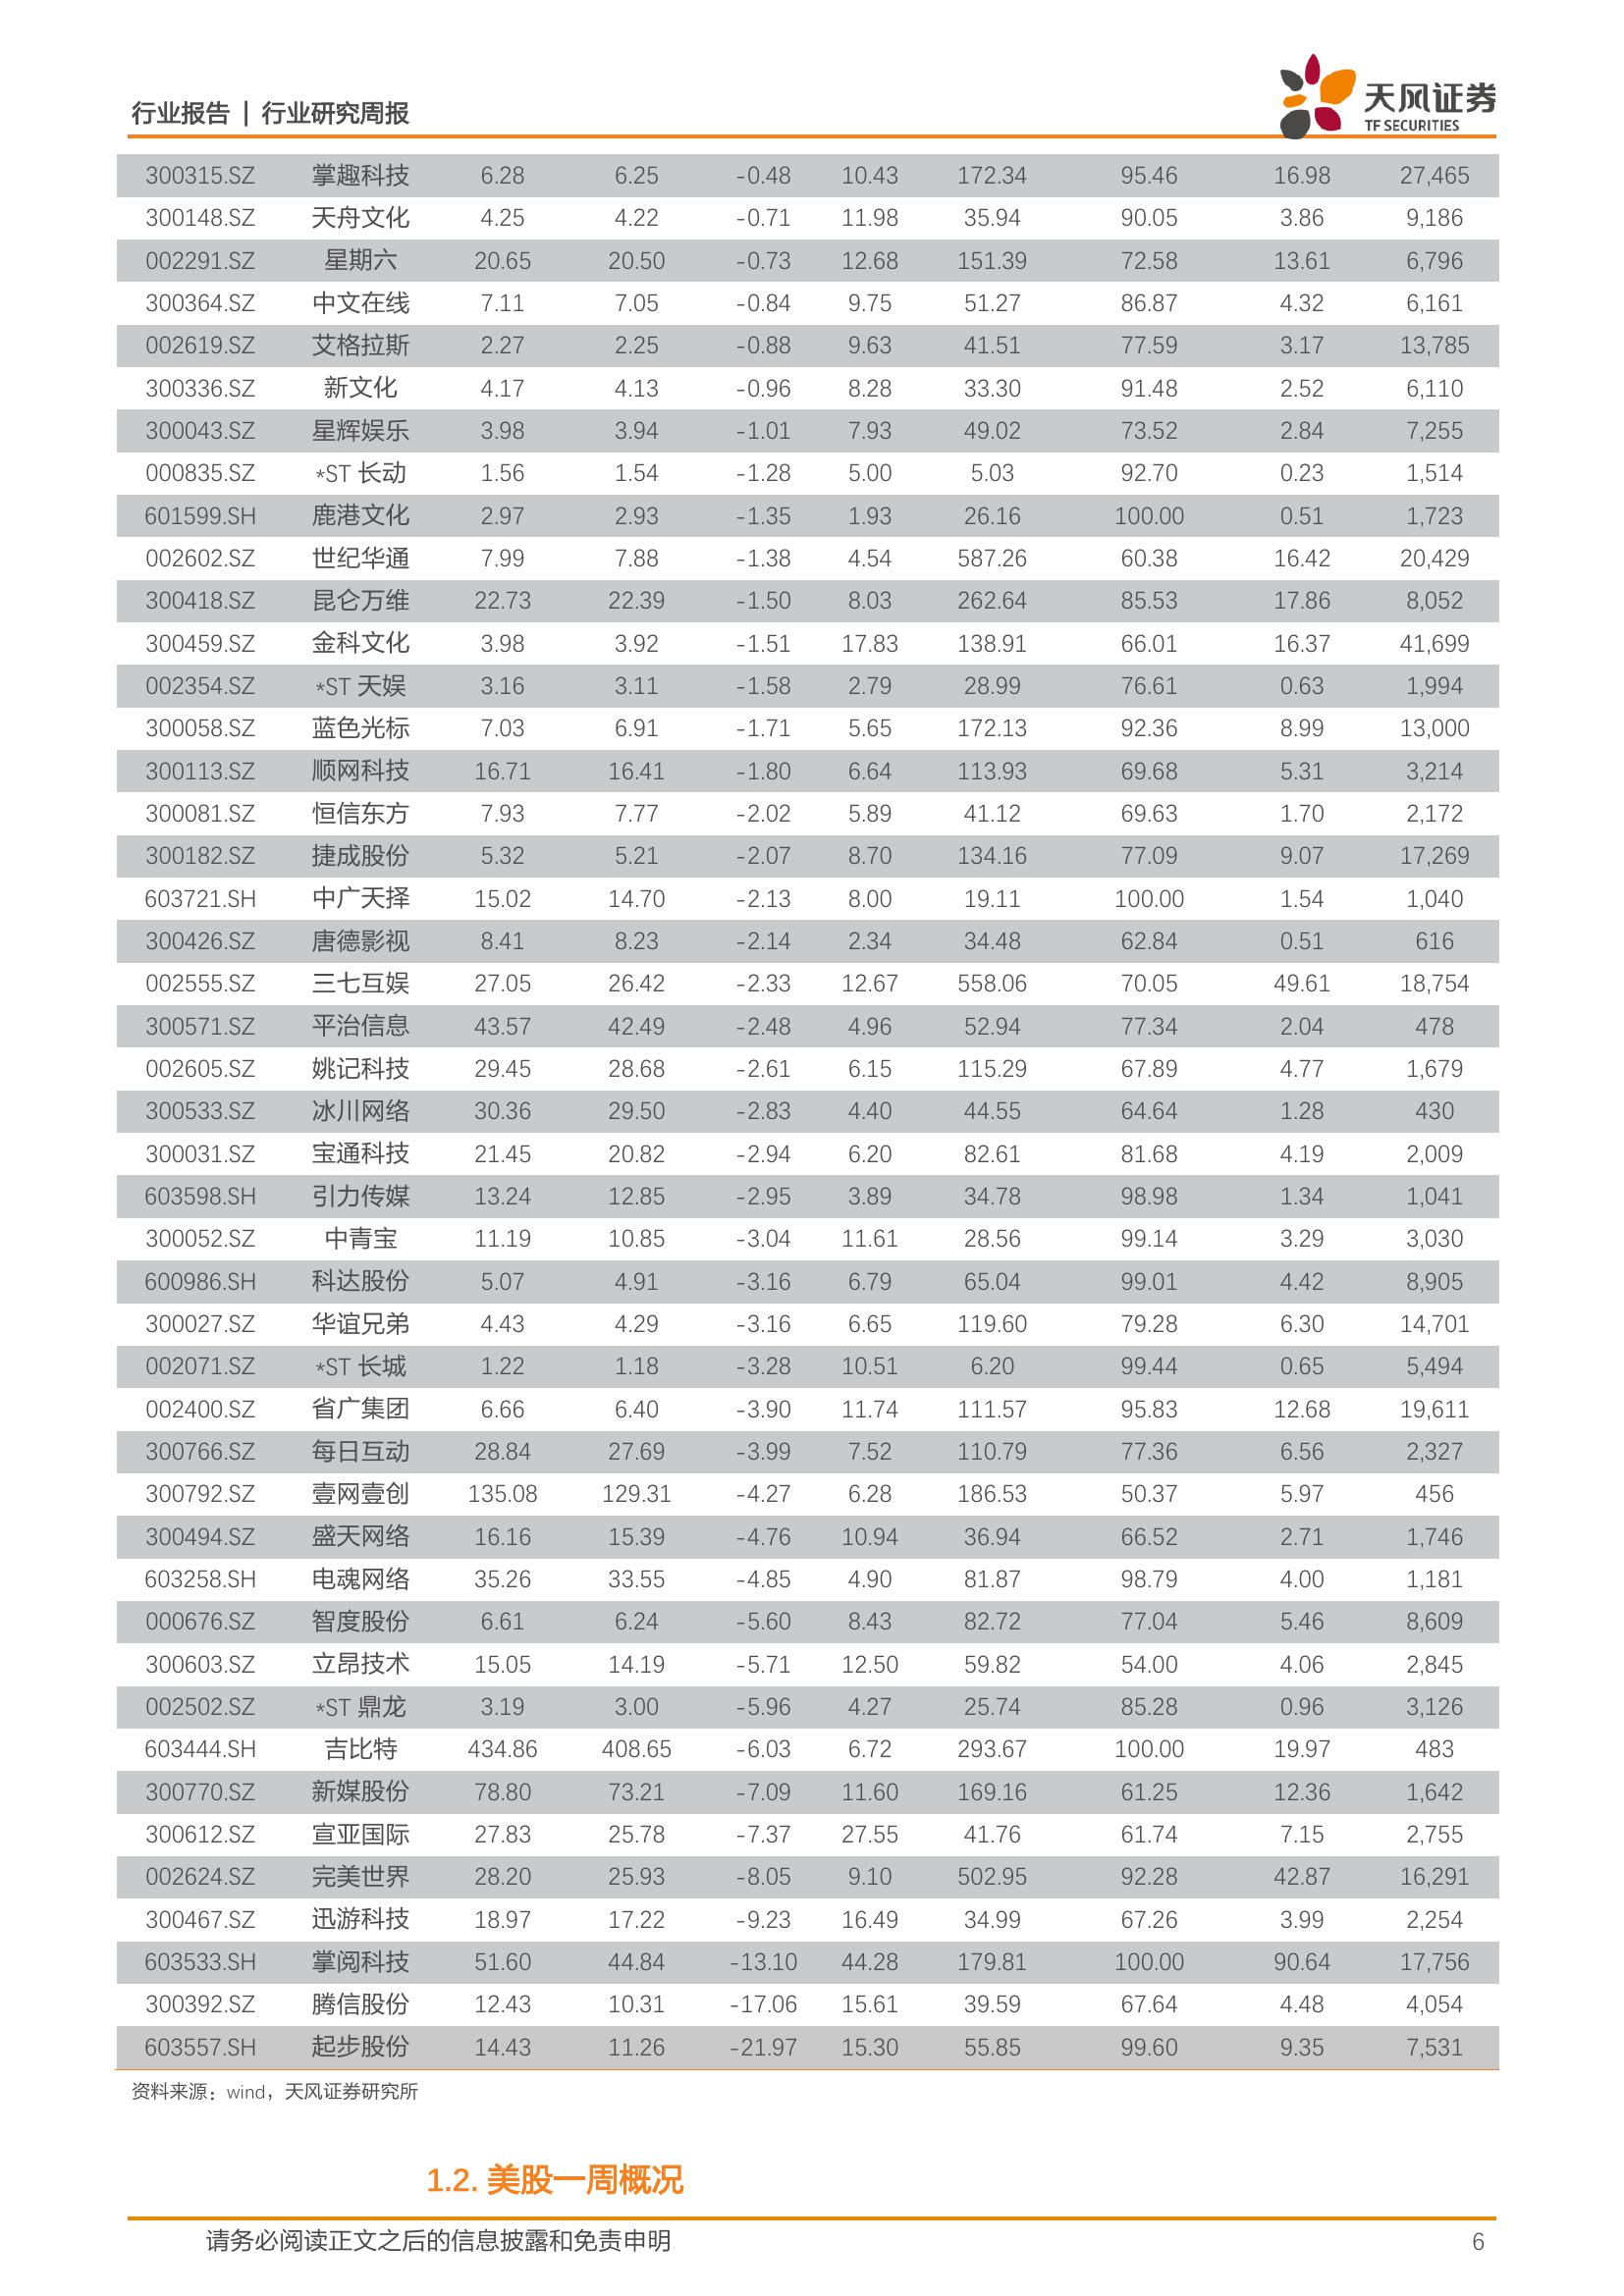 行业报告 | 行业研究周报
天风证券
TF SECURITIES
300315.SZ 掌趣科技 6.28 6.25 -0.48 10.43 172.34 95.46 16.98 27,465
300148.SZ 天舟文化 4.25 4.22 -0.71 11.98 35.94 90.05 3.86 9,186
002291.SZ 星期六 20.65 20.50 -0.73 12.68 151.39 72.58 13.61 6,796
300364.SZ 中文在线 7.11 7.05 -0.84 9.75 51.27 86.87 4.32 6,161
002619.SZ 艾格拉斯 2.27 2.25 -0.88 9.63 41.51 77.59 3.17 13,785
300336.SZ 新文化 4.17 4.13 -0.96 8.28 33.30 91.48 2.52 6,110
300043.SZ 星辉娱乐 3.98 3.94 -1.01 7.93 49.02 73.52 2.84 7,255
000835.SZ *ST 长动 1.56 1.54 -1.28 5.00 5.03 92.70 0.23 1,514
601599.SH 鹿港文化 2.97 2.93 -1.35 1.93 26.16 100.00 0.51 1,723
002602.SZ 世纪华通 7.99 7.88 -1.38 4.54 587.26 60.38 16.42 20,429
300418.SZ 昆仑万维 22.73 22.39 -1.50 8.03 262.64 85.53 17.86 8,052
300459.SZ 金科文化 3.98 3.92 -1.51 17.83 138.91 66.01 16.37 41,699
002354.SZ *ST 天娱 3.16 3.11 -1.58 2.79 28.99 76.61 0.63 1,994
300058.SZ 蓝色光标 7.03 6.91 -1.71 5.65 172.13 92.36 8.99 13,000
300113.SZ 顺网科技 16.71 16.41 -1.80 6.64 113.93 69.68 5.31 3,214
300081.SZ 恒信东方 7.93 7.77 -2.02 5.89 41.12 69.63 1.70 2,172
300182.SZ 捷成股份 5.32 5.21 -2.07 8.70 134.16 77.09 9.07 17,269
603721.SH 中广天择 15.02 14.70 -2.13 8.00 19.11 100.00 1.54 1,040
300426.SZ 唐德影视 8.41 8.23 -2.14 2.34 34.48 62.84 0.51 616
002555.SZ 三七互娱 27.05 26.42 -2.33 12.67 558.06 70.05 49.61 18,754
300571.SZ 平治信息 43.57 42.49 -2.48 4.96 52.94 77.34 2.04 478
002605.SZ 姚记科技 29.45 28.68 -2.61 6.15 115.29 67.89 4.77 1,679
300533.SZ 冰川网络 30.36 29.50 -2.83 4.40 44.55 64.64 1.28 430
300031.SZ 宝通科技 21.45 20.82 -2.94 6.20 82.61 81.68 4.19 2,009
603598.SH 引力传媒 13.24 12.85 -2.95 3.89 34.78 98.98 1.34 1,041
300052.SZ 中青宝 11.19 10.85 -3.04 11.61 28.56 99.14 3.29 3,030
600986.SH 科达股份 5.07 4.91 -3.16 6.79 65.04 99.01 4.42 8,905
300027.SZ 华谊兄弟 4.43 4.29 -3.16 6.65 119.60 79.28 6.30 14,701
002071.SZ *ST 长城 1.22 1.18 -3.28 10.51 6.20 99.44 0.65 5,494
002400.SZ 省广集团 6.66 6.40 -3.90 11.74 111.57 95.83 12.68 19,611
300766.SZ 每日互动 28.84 27.69 -3.99 7.52 110.79 77.36 6.56 2,327
300792.SZ 壹网壹创 135.08 129.31 -4.27 6.28 186.53 50.37 5.97 456
300494.SZ 盛天网络 16.16 15.39 -4.76 10.94 36.94 66.52 2.71 1,746
603258.SH 电魂网络 35.26 33.55 -4.85 4.90 81.87 98.79 4.00 1,181
000676.SZ 智度股份 6.61 6.24 -5.60 8.43 82.72 77.04 5.46 8,609
300603.SZ 立昂技术 15.05 14.19 -5.71 12.50 59.82 54.00 4.06 2,845
002502.SZ *ST 鼎龙 3.19 3.00 -5.96 4.27 25.74 85.28 0.96 3,126
603444.SH 吉比特 434.86 408.65 -6.03 6.72 293.67 100.00 19.97 483
300770.SZ 新媒股份 78.80 73.21 -7.09 11.60 169.16 61.25 12.36 1,642
300612.SZ 宣亚国际 27.83 25.78 -7.37 27.55 41.76 61.74 7.15 2,755
002624.SZ 完美世界 28.20 25.93 -8.05 9.10 502.95 92.28 42.87 16,291
300467.SZ 迅游科技 18.97 17.22 -9.23 16.49 34.99 67.26 3.99 2,254
603533.SH 掌阅科技 51.60 44.84 -13.10 44.28 179.81 100.00 90.64 17,756
300392.SZ 腾信股份 12.43 10.31 -17.06 15.61 39.59 67.64 4.48 4,054
603557.SH 起步股份 14.43 11.26 -21.97 15.30 55.85 99.60 9.35 7,531
资料来源：wind，天风证券研究所
1.2. 美股一周概况
请务必阅读正文之后的信息披露和免责申明 6